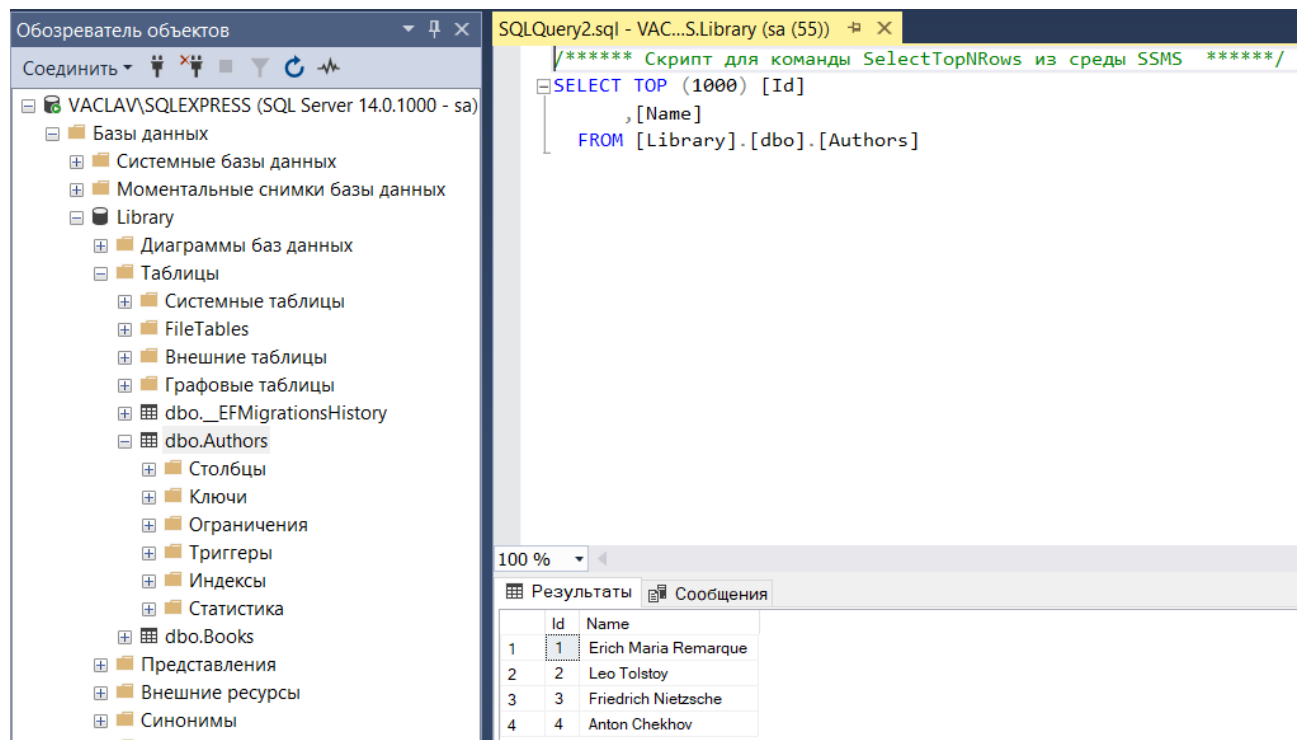 Обозреватель объектов
Соединить
VACLAV\SQLEXPRESS (SQL Server 14.0.1000 - sa)
Базы данных
Системные базы данных
Моментальные снимки базы данных
Library
Диаграммы баз данных
Таблицы
Системные таблицы
FileTables
Внешние таблицы
Графовые таблицы
dbo.__EFMigrationsHistory
dbo.Authors
Столбцы
Ключи
Ограничения
Триггеры
Индексы
Статистика
dbo.Books
Представления
Внешние ресурсы
Синонимы
SQLQuery2.sql - VAC...S.Library (sa (55))
/****** Скрипт для команды SelectTopNRows из среды SSMS  ******/
SELECT TOP (1000) [Id]
,[Name]
FROM [Library].[dbo].[Authors]
100 %
Результаты Сообщения
Id Name
1 1 Erich Maria Remarque
2 2 Leo Tolstoy
3 3 Friedrich Nietzsche
4 4 Anton Chekhov